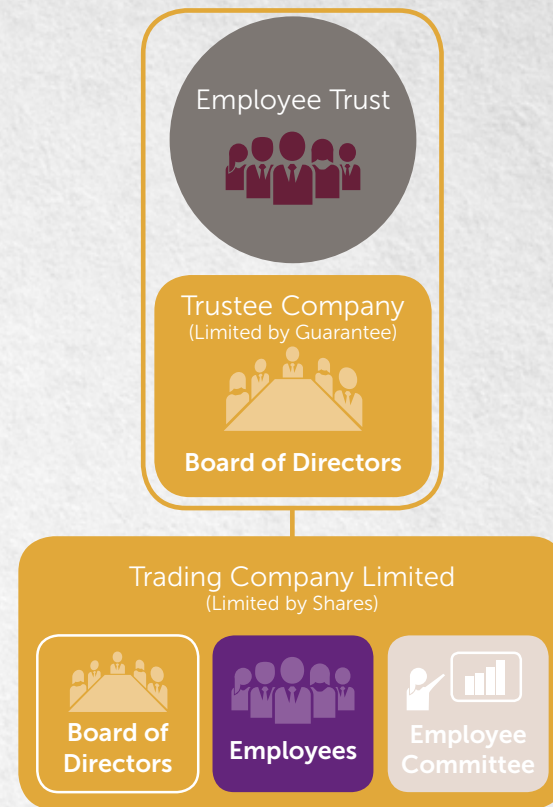 Employee Trust
Trustee Company
(Limited by Guarantee)
Board of Directors
Trading Company Limited
(Limited by Shares)
Board of
Directors
Employees
Employee
Committee